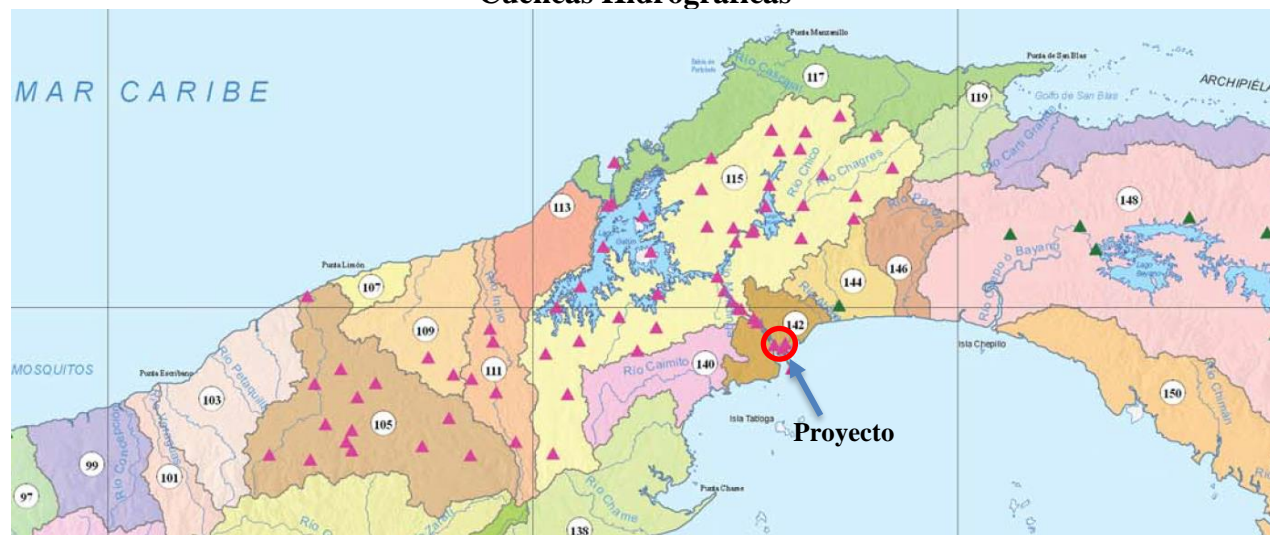 Cuencas Hidrográficas
Punta Manzanillo
Río Cascajal
117
Punta de San Blas
MAR CARIBE
119
ARCHIPIÉLA
Golfo de San Blas
Río Cartí Grande
115
Río Chico
Río Chagres
148
113
Río Pacora
Punta Limón
107
Río Indio
146
144
Río Chepo o Bayano
Lago
Bayano
109
142
Isla Chepillo
MOSQUITOS
Punta Escribano
111
Río Caimito
140
103
Río Petaquilla
150
Río Chimán
105
Isla Taboga
Proyecto
99
Río Concepción
101
97
Punta Chame
Río Chame
138